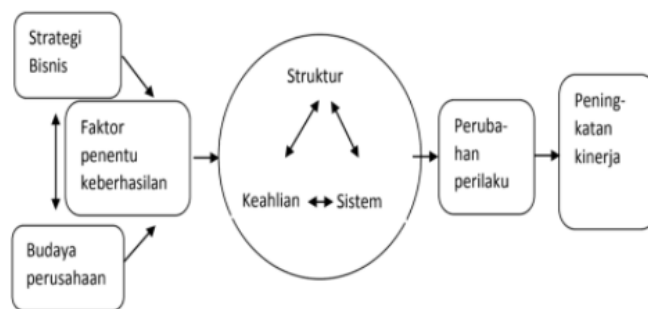 Strategi
Bisnis
Faktor
penentu
keberhasilan
Budaya
perusahaan
Struktur
Keahlian
Sistem
Peruba-
han
perilaku
Pening-
katan
kinerja